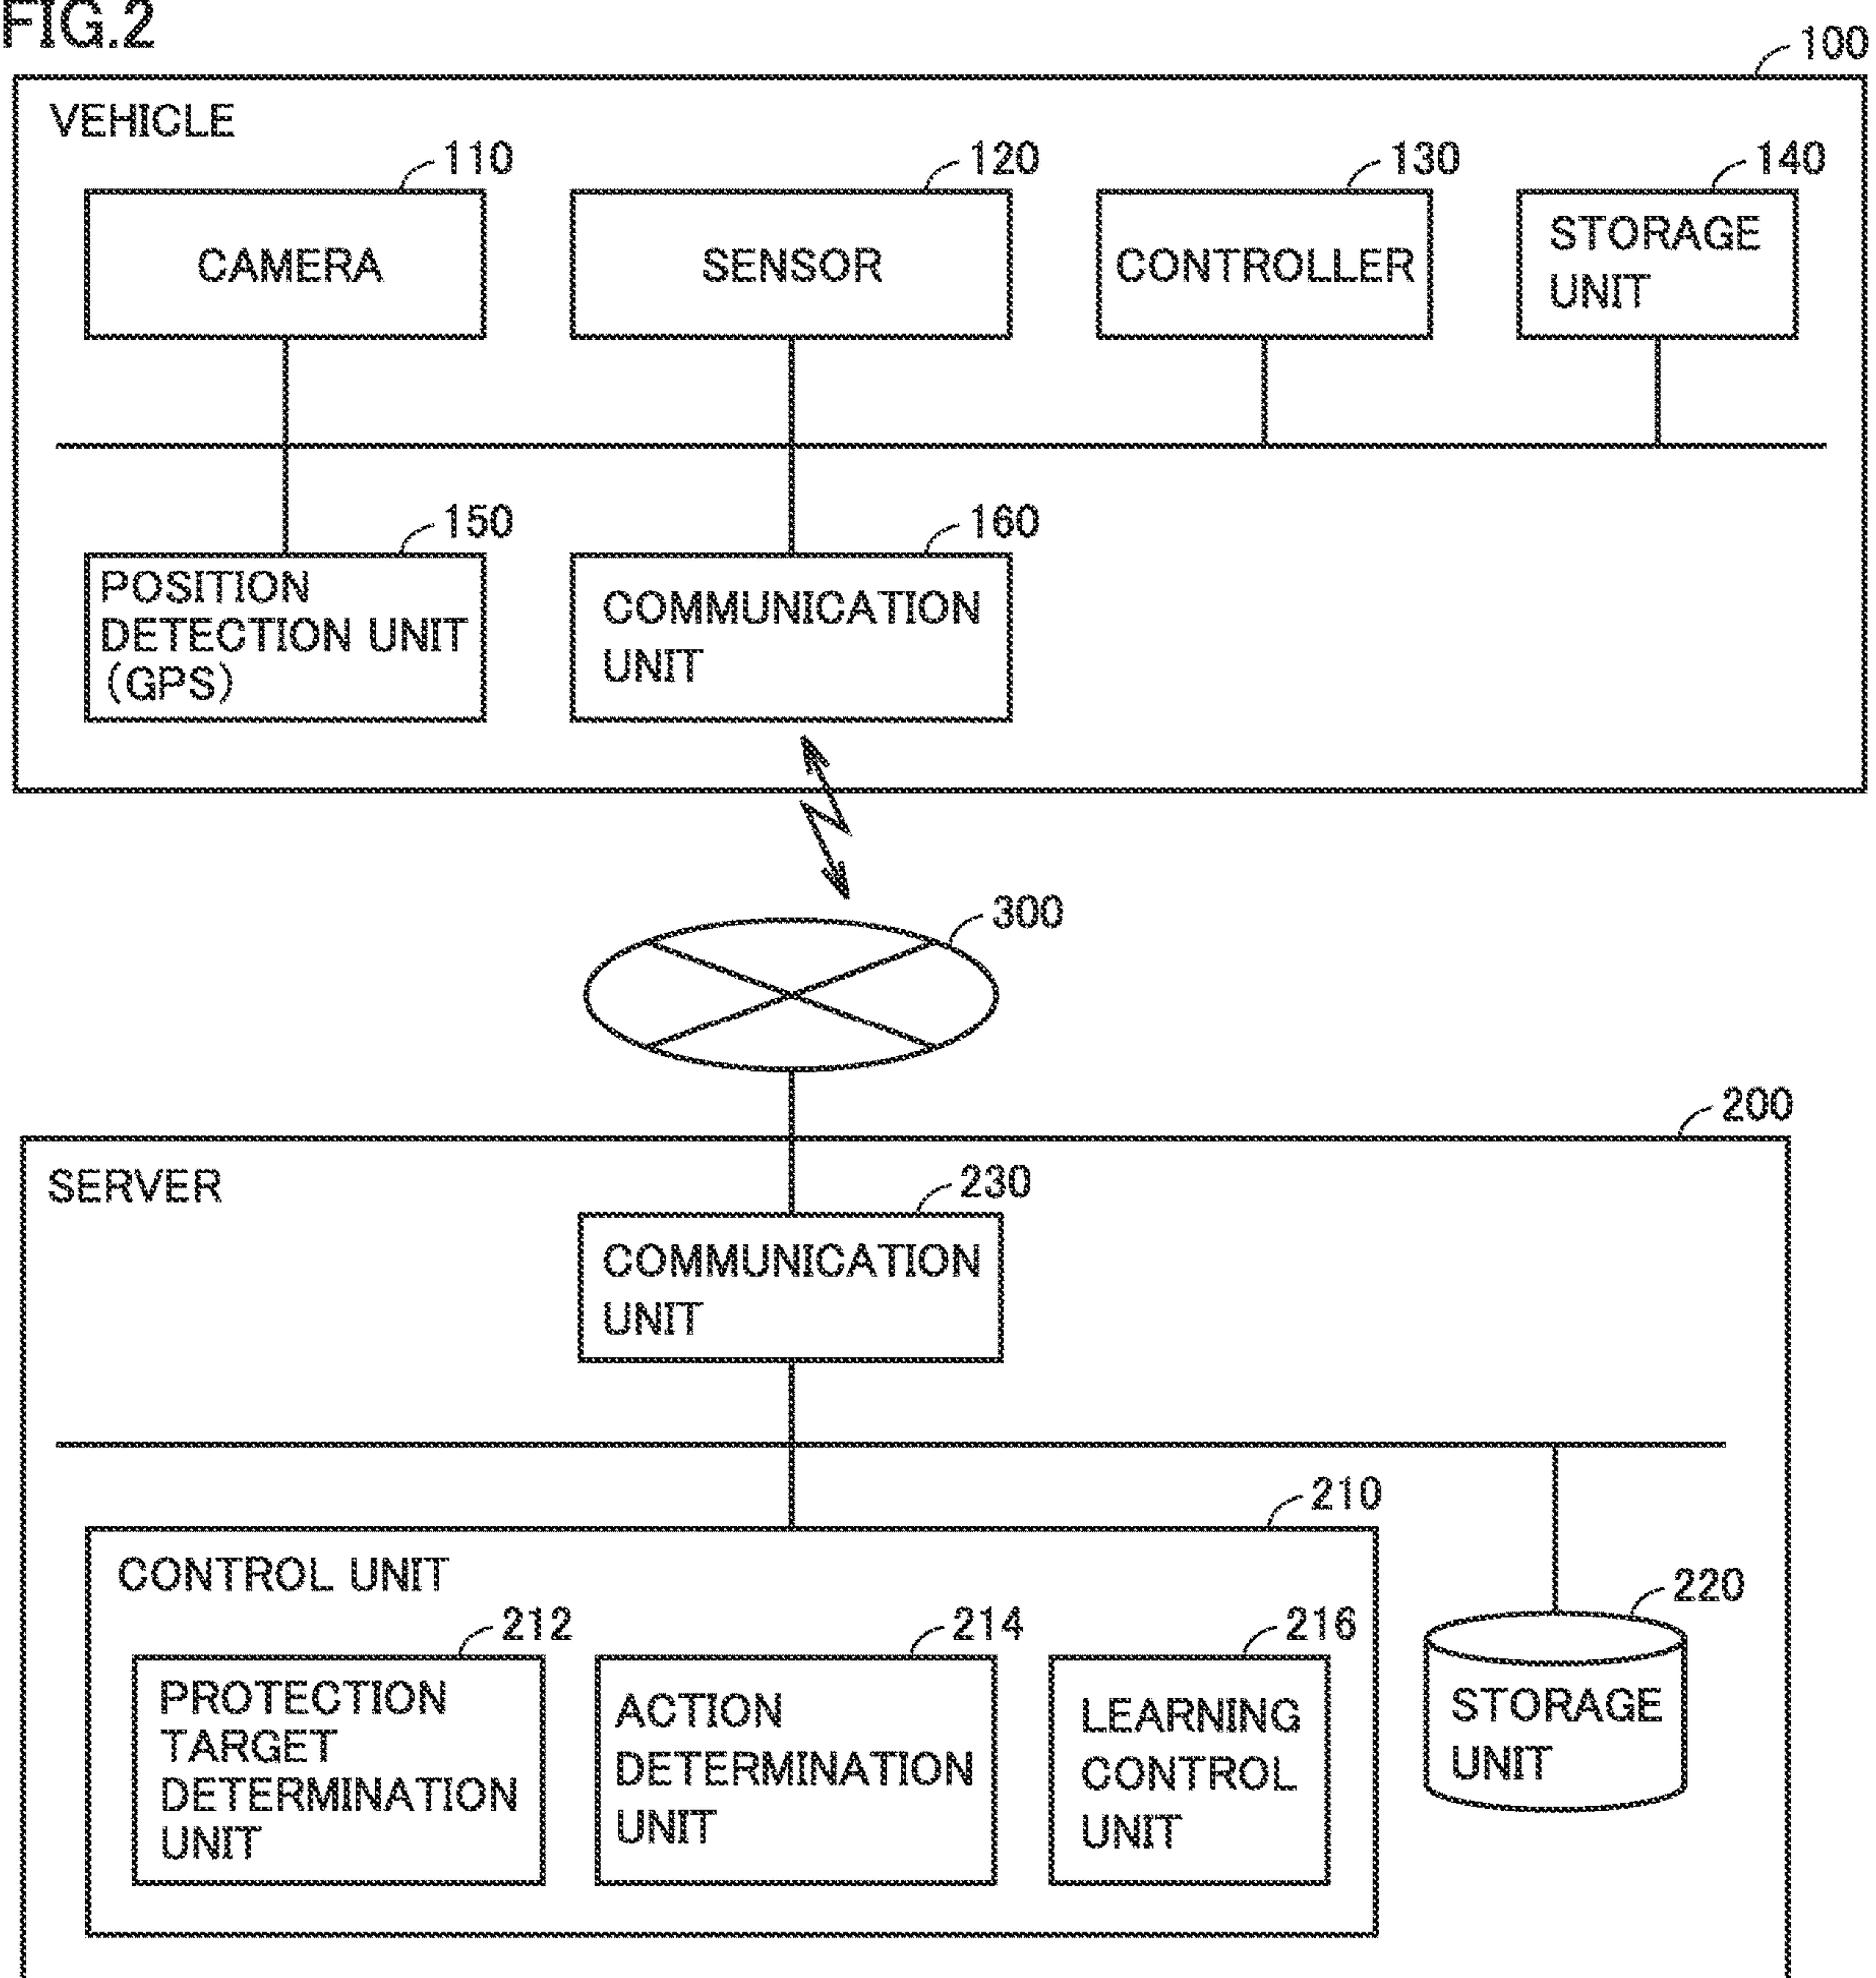 FIG.2
100
VEHICLE
110
120
130
140
CAMERA
SENSOR
CONTROLLER
STORAGE
UNIT
150
160
POSITION
DETECTION UNIT
(GPS)
COMMUNICATION
UNIT
300
200
SERVER
230
COMMUNICATION
UNIT
210
CONTROL UNIT
220
212
214
216
PROTECTION
TARGET
DETERMINATION
UNIT
ACTION
DETERMINATION
UNIT
LEARNING
CONTROL
UNIT
STORAGE
UNIT